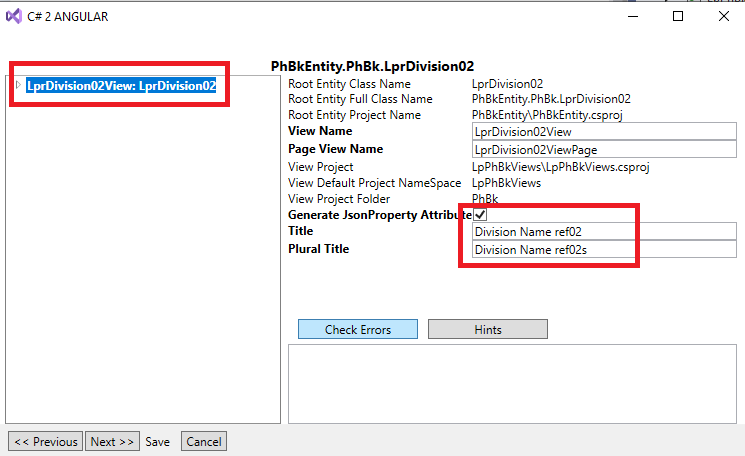 C# 2 ANGULAR
PhBkEntity.PhBk.LprDivision02
LprDivision02View: LprDivision02
Root Entity Class Name LprDivision02
Root Entity Full Class Name PhBkEntity.PhBk.LprDivision02
Root Entity Project Name PhBkEntity\PhBkEntity.csproj
View Name LprDivision02View
Page View Name LprDivision02ViewPage
View Project LpPhBkViews\LpPhBkViews.csproj
View Default Project NameSpace LpPhBkViews
View Project Folder PhBk
Generate JsonProperty Attribute
Title Division Name ref02
Plural Title Division Name ref02s
Check Errors Hints
<< Previous Next >> Save Cancel